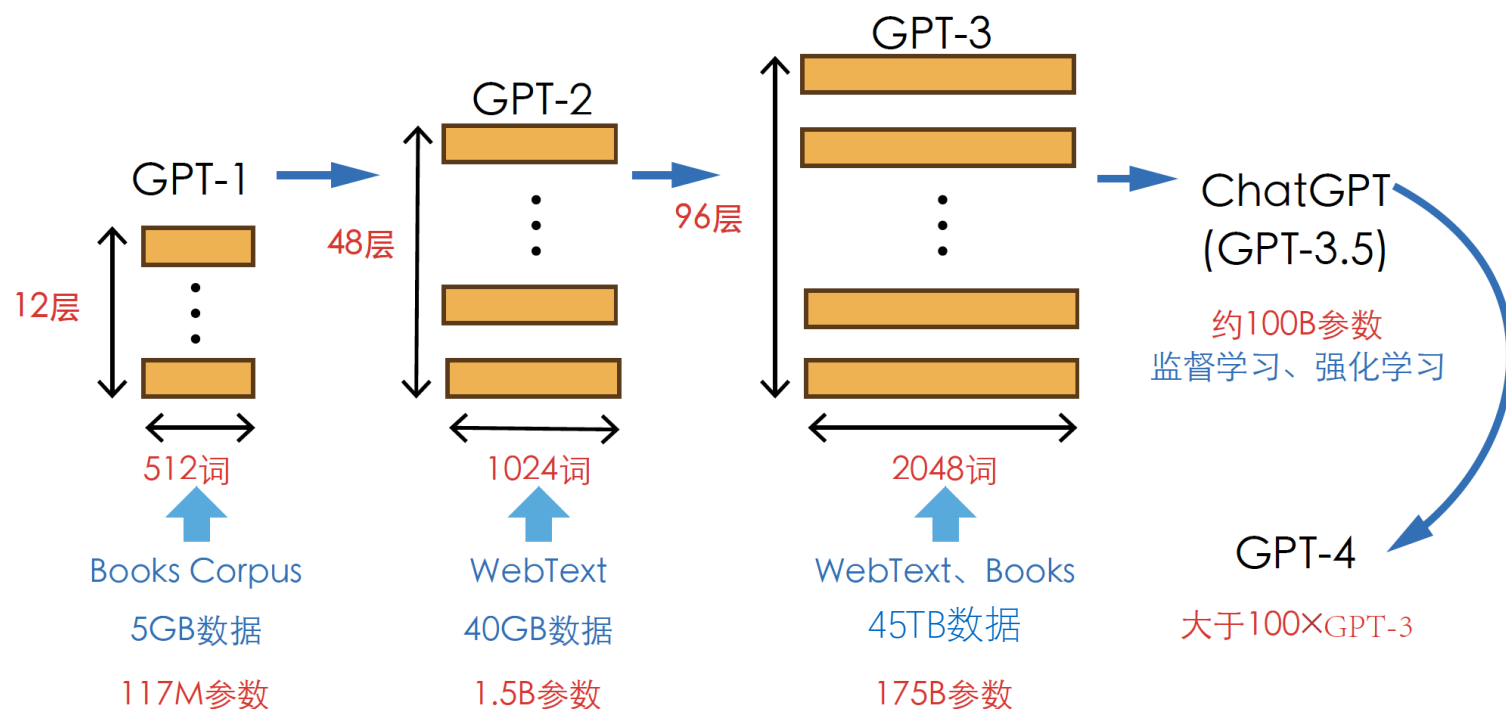 GPT-1
12层
512词
Books Corpus
5GB数据
117M参数
GPT-2
48层
1024词
WebText
40GB数据
1.5B参数
GPT-3
96层
2048词
WebText、Books
45TB数据
175B参数
ChatGPT
(GPT-3.5)
约100B参数
监督学习、强化学习
GPT-4
大于100×GPT-3